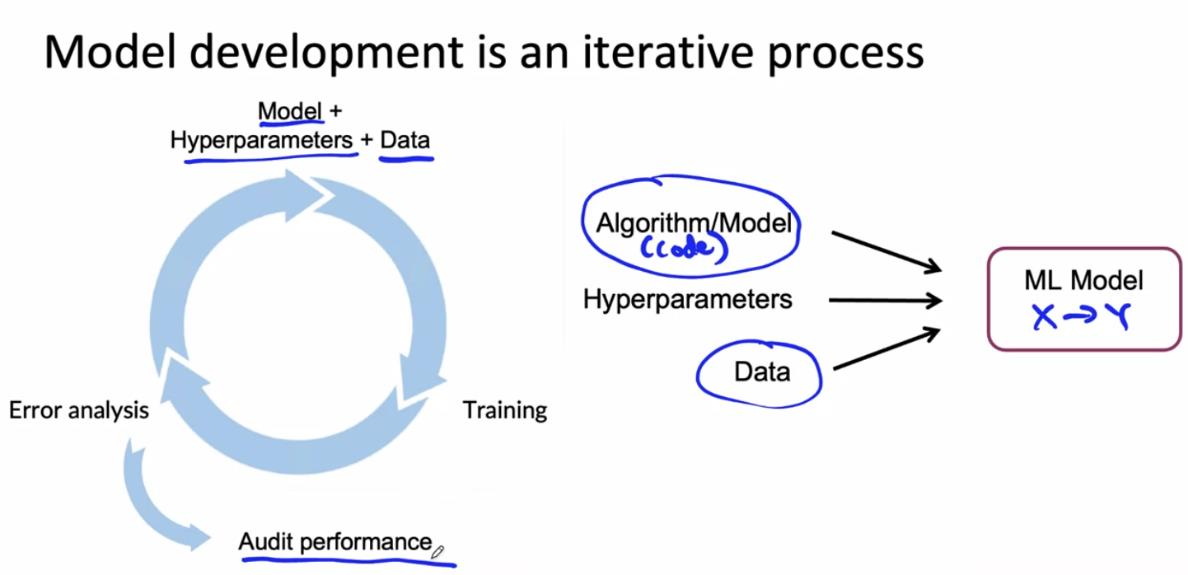 Model development is an iterative process
Model +
Hyperparameters + Data
Error analysis
Training
Audit performance
Algorithm/Model
(code)
Hyperparameters
Data
ML Model
X → Y